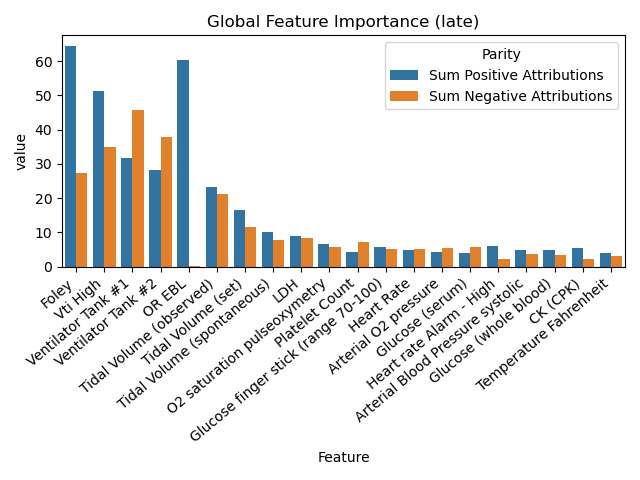 Global Feature Importance (late)
Parity
Sum Positive Attributions
Sum Negative Attributions
value
60
50
40
30
20
10
0
Foley
Vti High
Ventilator Tank #1
Ventilator Tank #2
OR EBL
Tidal Volume (observed)
Tidal Volume (set)
Tidal Volume (spontaneous)
LDH
O2 saturation pulseoxymetry
Platelet Count
Glucose finger stick (range 70-100)
Heart Rate
Arterial O2 pressure
Glucose (serum)
Heart rate Alarm - High
Arterial Blood Pressure systolic
Glucose (whole blood)
CK (CPK)
Temperature Fahrenheit
Feature